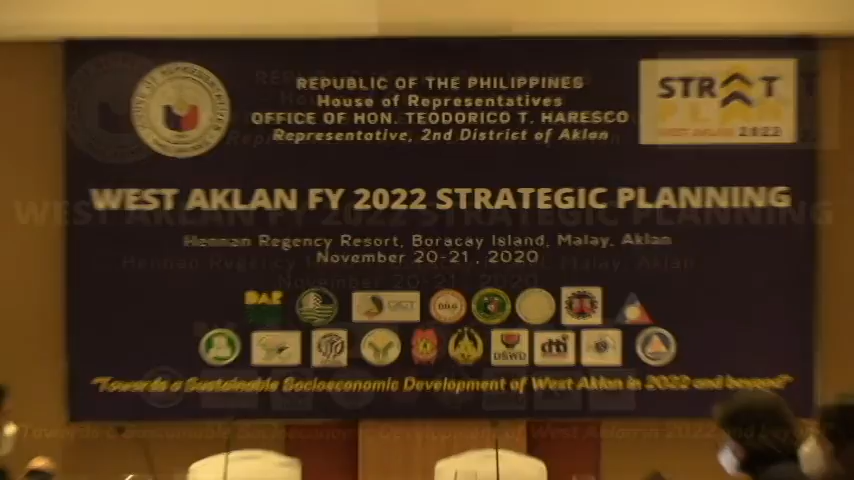 REPUBLIC OF THE PHILIPPINES
House of Representatives
OFFICE OF HON. TEODORICO T. HARESCO
Representative, 2nd District of Aklan
STRAT
PLAN
WEST AKLAN 2022
WEST AKLAN FY 2022 STRATEGIC PLANNING
Hennan Regency Resort, Boracay Island, Malay, Aklan
November 20-21, 2020
DAR
DICT
DSWD
dti
"Towards a Sustainable Socioeconomic Development of West Aklan in 2022 and beyond"